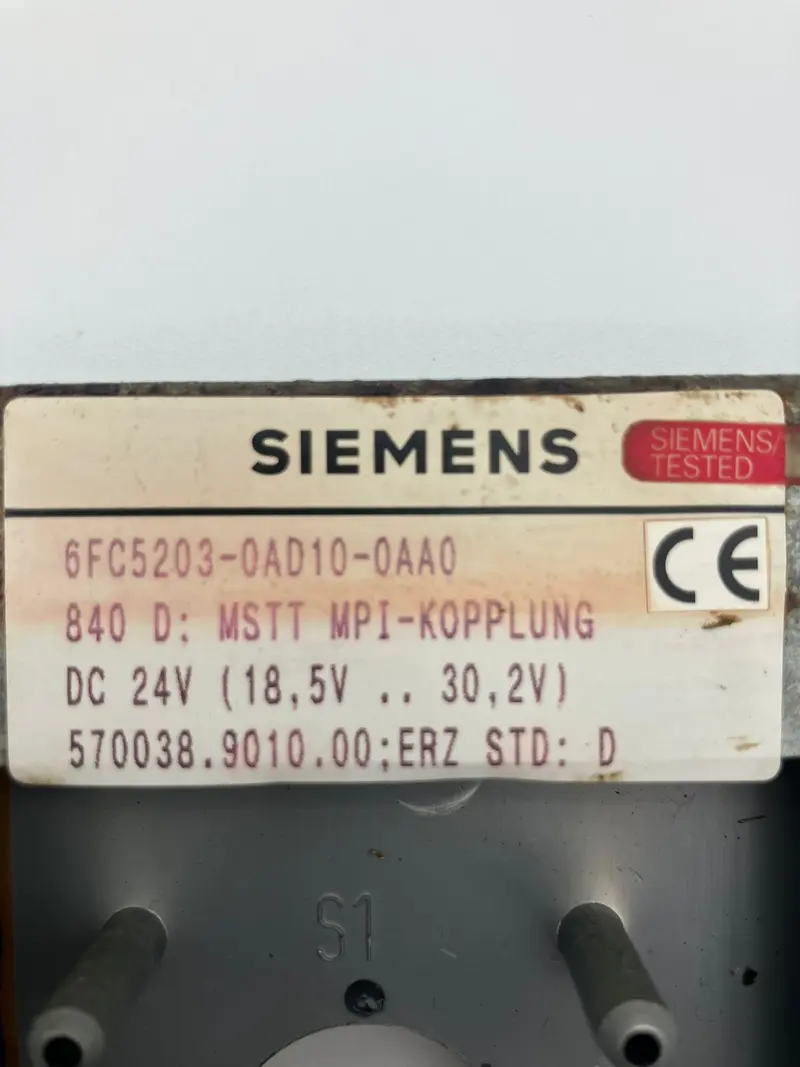 SIEMENS
SIEMENS/
TESTED
6FC5203-0AD10-0AA0
CE
840 D: MSTT MPI-KOPPLUNG
DC 24V (18,5V .. 30,2V)
570038.9010.00;ERZ STD: D
S1